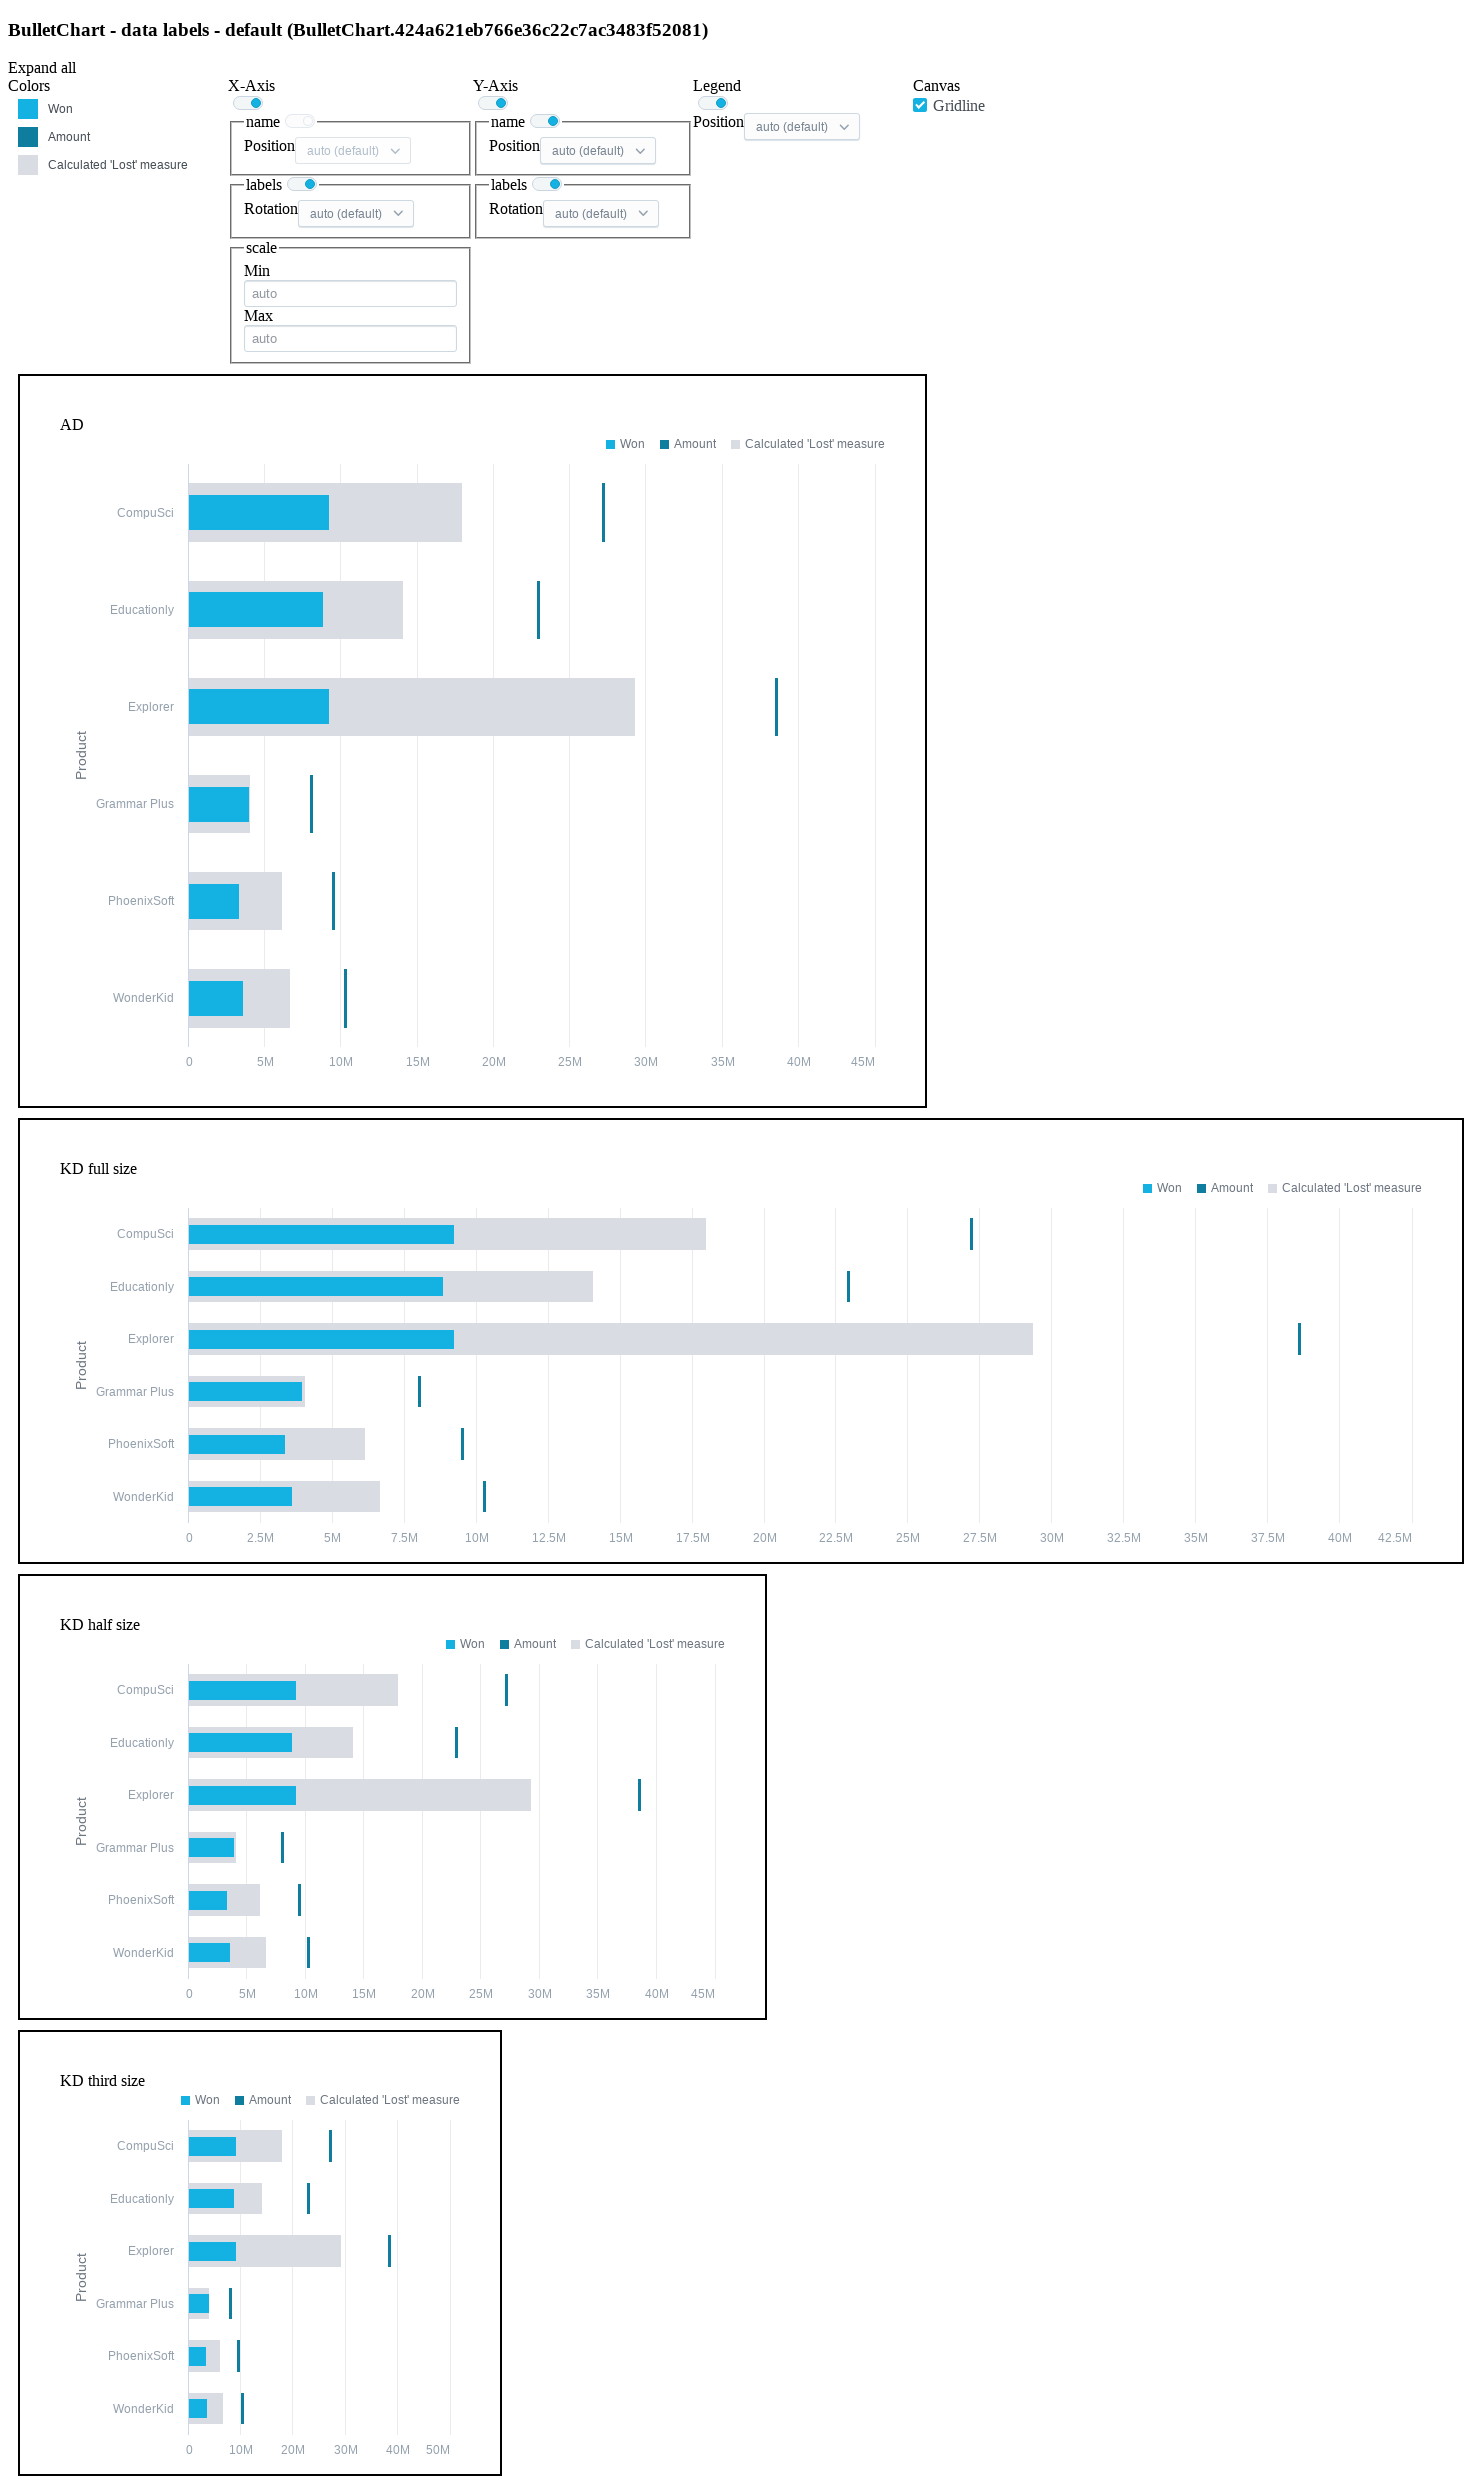 BulletChart - data labels - default (BulletChart.424a621eb766e36c22c7ac3483f52081)
Expand all
Colors
Won
Amount
Calculated 'Lost' measure
X-Axis
name
Position auto (default)
labels
Rotation auto (default)
scale
Min
auto
Max
auto
Y-Axis
name
Position auto (default)
labels
Rotation auto (default)
Legend
Position auto (default)
Canvas
Gridline
AD
Won Amount Calculated 'Lost' measure
Product
CompuSci
Educationly
Explorer
Grammar Plus
PhoenixSoft
WonderKid
0 5M 10M 15M 20M 25M 30M 35M 40M 45M
KD full size
Won Amount Calculated 'Lost' measure
Product
CompuSci
Educationly
Explorer
Grammar Plus
PhoenixSoft
WonderKid
0 2.5M 5M 7.5M 10M 12.5M 15M 17.5M 20M 22.5M 25M 27.5M 30M 32.5M 35M 37.5M 40M 42.5M
KD half size
Won Amount Calculated 'Lost' measure
Product
CompuSci
Educationly
Explorer
Grammar Plus
PhoenixSoft
WonderKid
0 5M 10M 15M 20M 25M 30M 35M 40M 45M
KD third size
Won Amount Calculated 'Lost' measure
Product
CompuSci
Educationly
Explorer
Grammar Plus
PhoenixSoft
WonderKid
0 10M 20M 30M 40M 50M